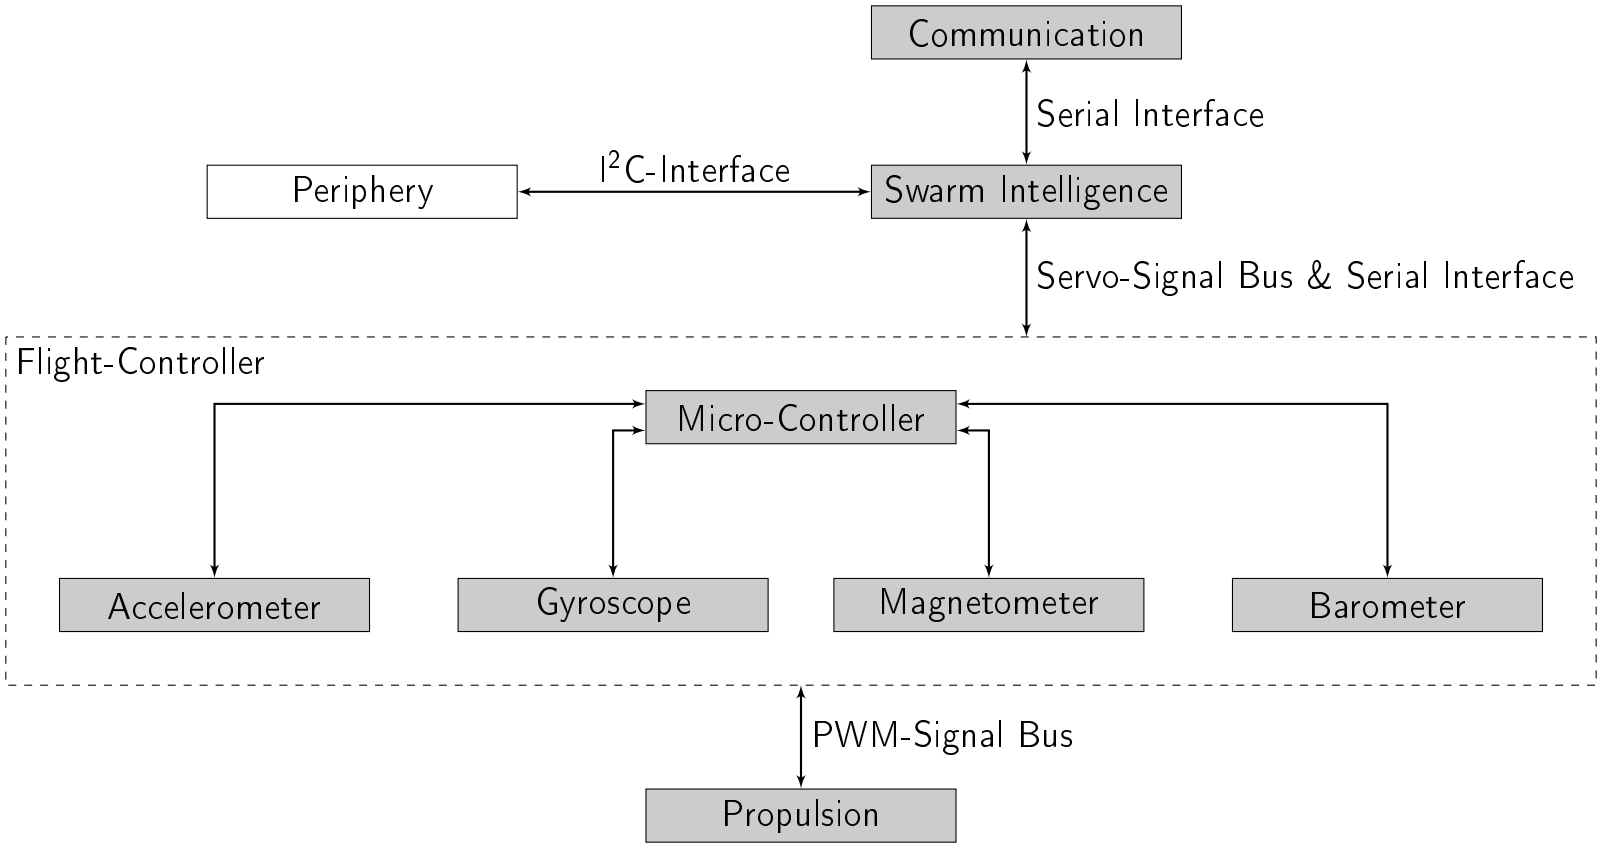 Communication
Serial Interface
I²C-Interface
Periphery
Swarm Intelligence
Servo-Signal Bus & Serial Interface
Flight-Controller
Micro-Controller
Accelerometer
Gyroscope
Magnetometer
Barometer
PWM-Signal Bus
Propulsion